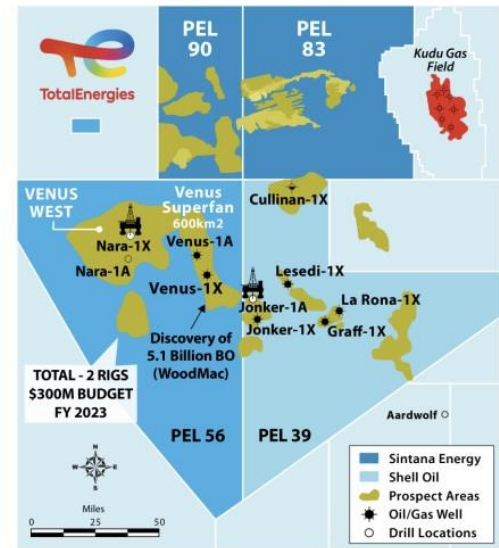 TotalEnergies
PEL
90
PEL
83
Kudu Gas
Field
VENUS
WEST
Venus
Superfan
600km2
Cullinan-1X
Nara-1X
Venus-1A
Nara-1A
Lesedi-1X
Venus-1X
La Rona-1X
Jonker-1A
Jonker-1X
Graff-1X
Discovery of
5.1 Billion BO
(WoodMac)
TOTAL - 2 RIGS
$300M BUDGET
FY 2023
Aardwolf
PEL 56
PEL 39
N
W
E
S
Miles
0
25
50
Sintana Energy
Shell Oil
Prospect Areas
Oil/Gas Well
Drill Locations